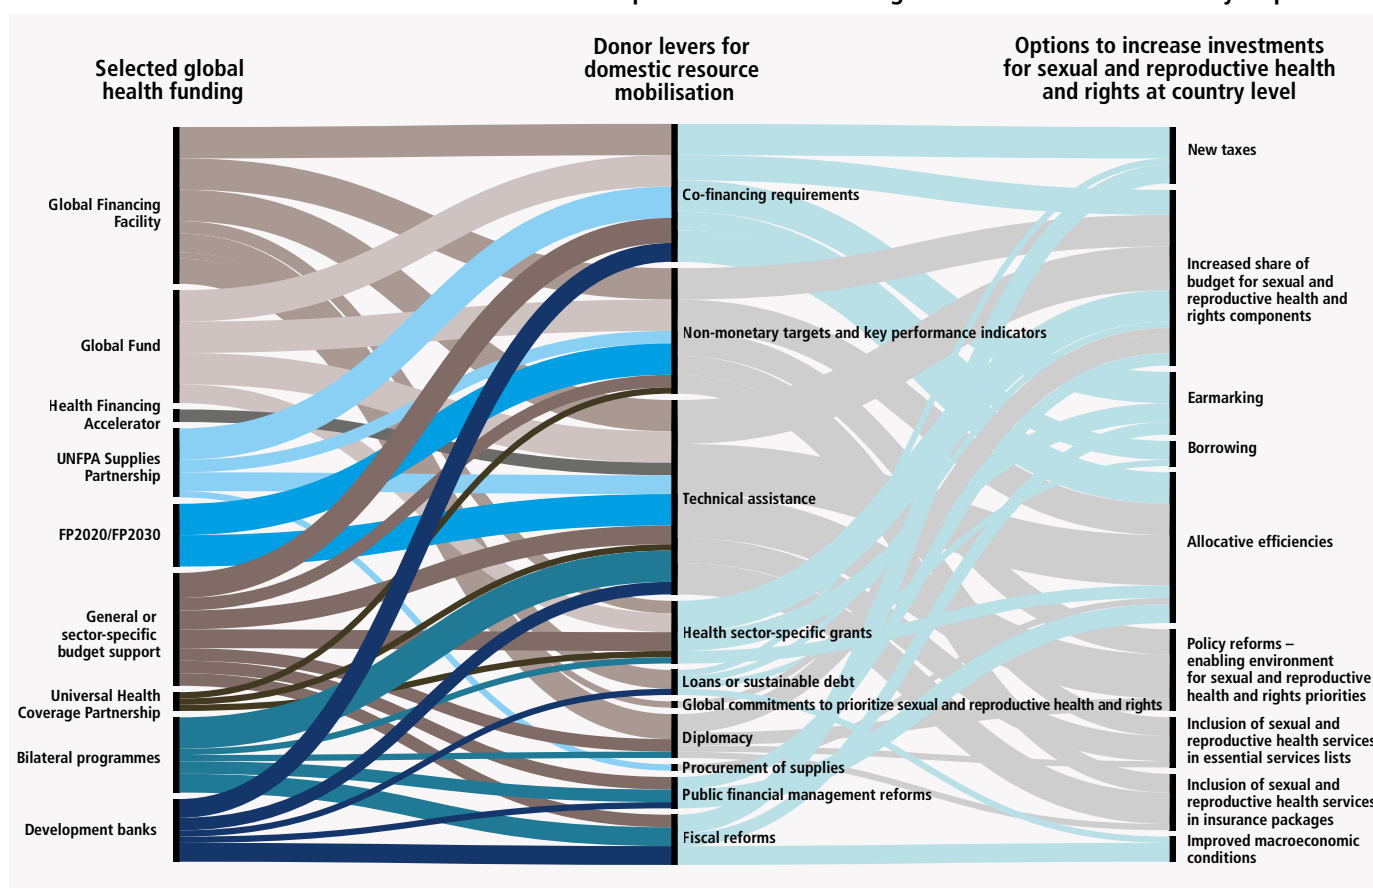 Selected global
health funding
Donor levers for
domestic resource
mobilisation
Options to increase investments
for sexual and reproductive health
and rights at country level
Global Financing
Facility
Global Fund
Health Financing
Accelerator
UNFPA Supplies
Partnership
FP2020/FP2030
General or
sector-specific
budget support
Universal Health
Coverage Partnership
Bilateral programmes
Development banks
Co-financing requirements
Non-monetary targets and key performance indicators
Technical assistance
Health sector-specific grants
Loans or sustainable debt
Global commitments to prioritize sexual and reproductive health and rights
Diplomacy
Procurement of supplies
Public financial management reforms
Fiscal reforms
New taxes
Increased share of
budget for sexual and
reproductive health and
rights components
Earmarking
Borrowing
Allocative efficiencies
Policy reforms –
enabling environment
for sexual and reproductive
health and rights priorities
Inclusion of sexual and
reproductive health services
in essential services lists
Inclusion of sexual and
reproductive health services
in insurance packages
Improved macroeconomic
conditions